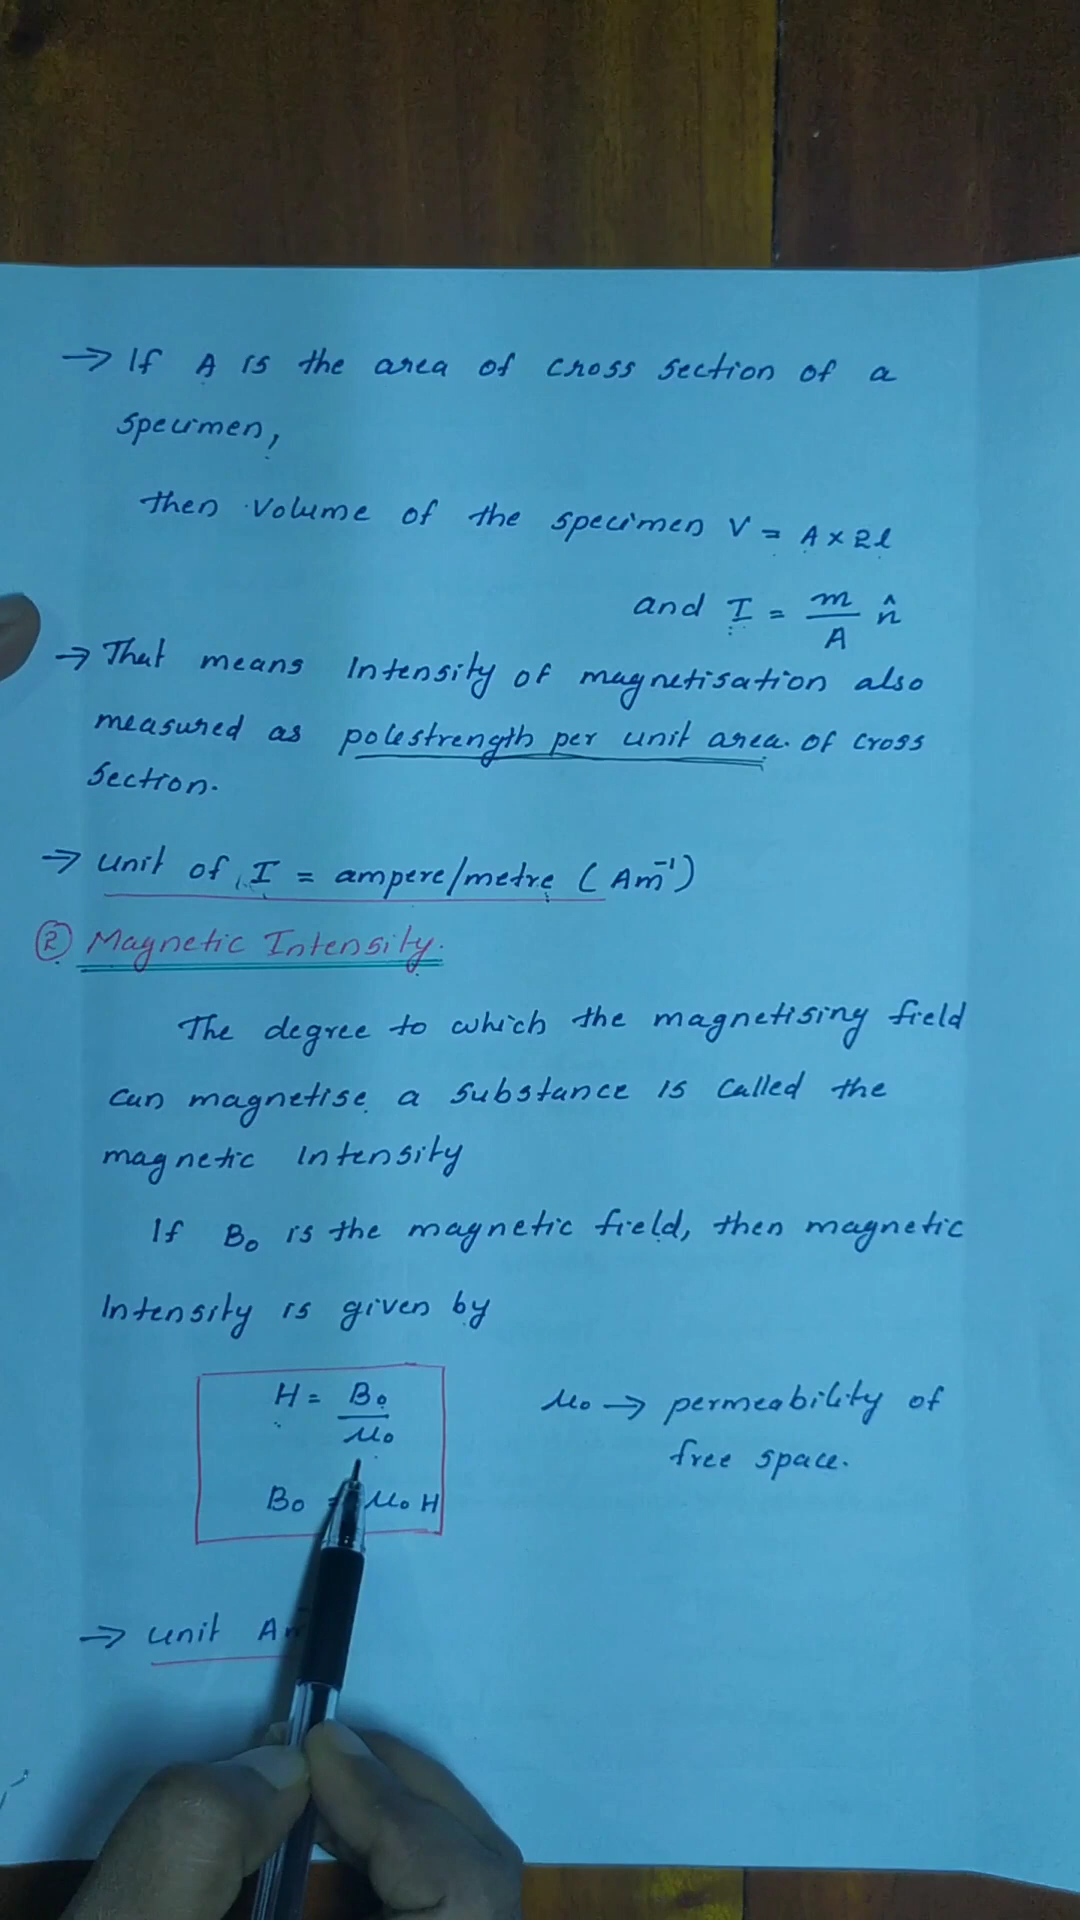 → If A is the area of cross section of a
specimen,
then volume of the specimen V = A × 2l
and I = m/A n̂
→ That means Intensity of magnetisation also
measured as polestrength per unit area of cross
section.
→ unit of I = ampere/metre (Am⁻¹)
② Magnetic Intensity.
The degree to which the magnetising field
can magnetise a substance is called the
magnetic intensity
If B₀ is the magnetic field, then magnetic
Intensity is given by
H = B₀/μ₀ μ₀ → permeability of
free space.
B₀ = μ₀ H
→ unit